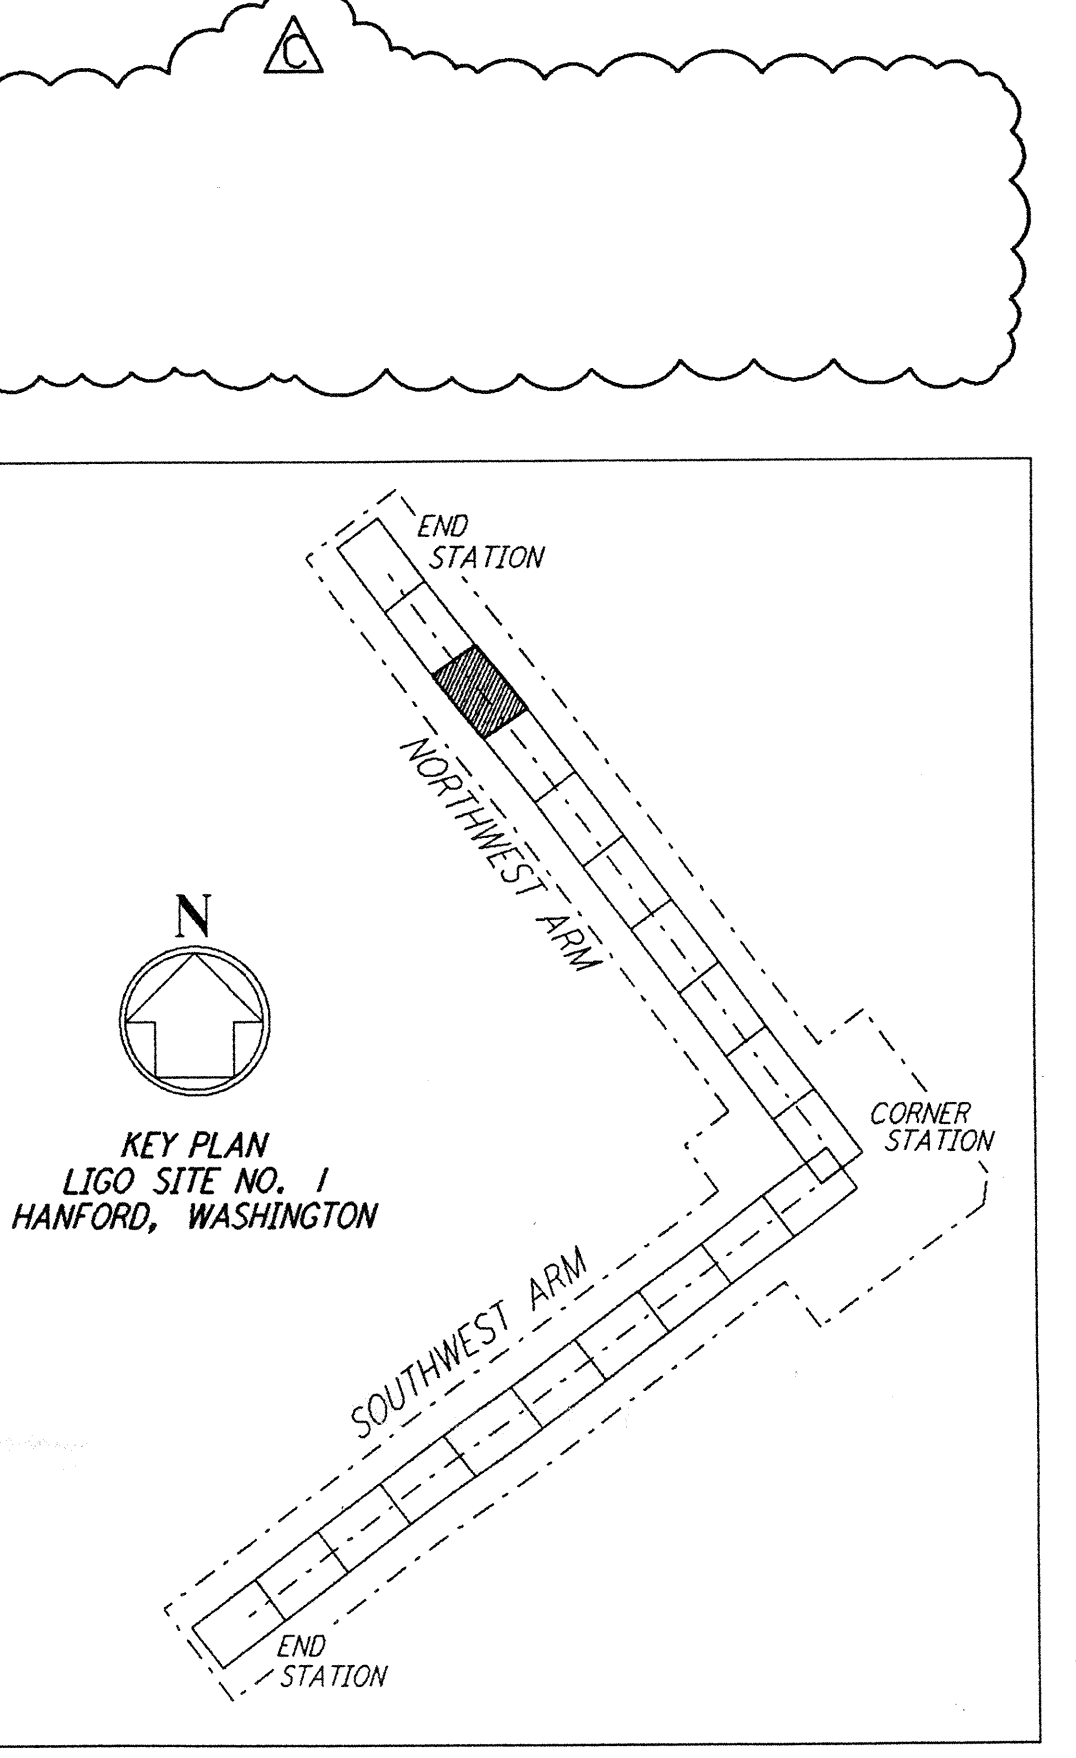 C
END
STATION
NORTHWEST ARM
N
CORNER
STATION
KEY PLAN
LIGO SITE NO. 1
HANFORD, WASHINGTON
SOUTHWEST ARM
END
STATION